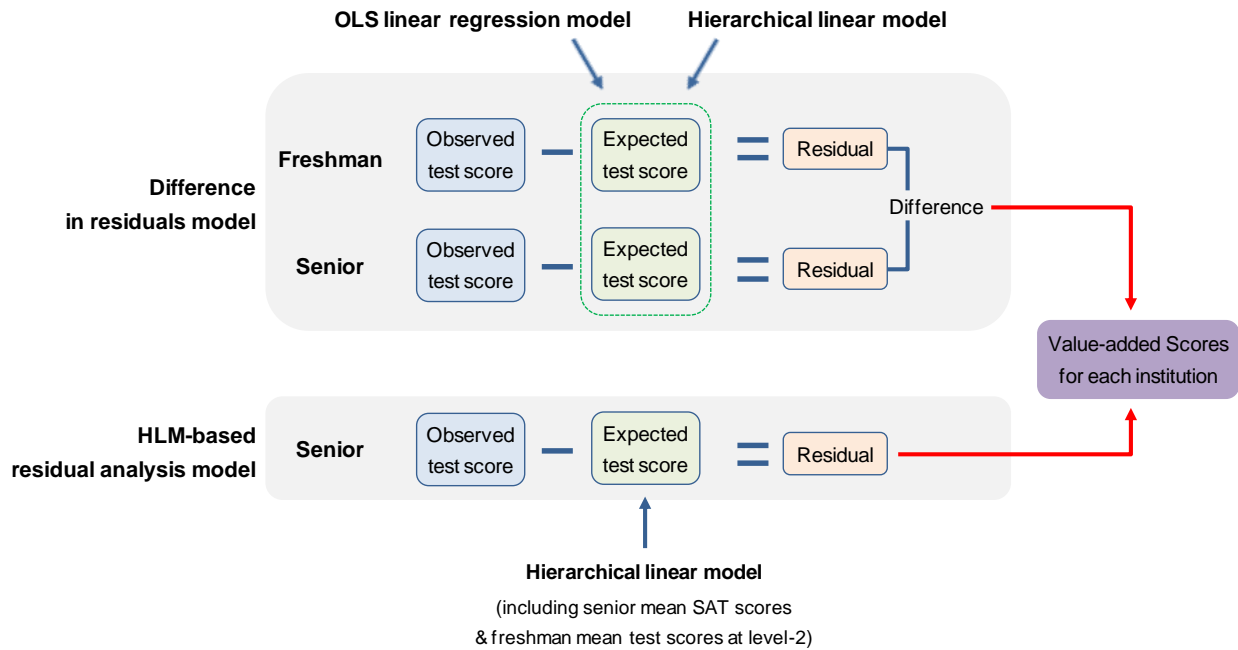 OLS linear regression model
Hierarchical linear model
Difference
in residuals model
Freshman
Observed
test score
Expected
test score
Residual
Difference
Senior
Observed
test score
Expected
test score
Residual
Value-added Scores
for each institution
HLM-based
residual analysis model
Senior
Observed
test score
Expected
test score
Residual
Hierarchical linear model
(including senior mean SAT scores
& freshman mean test scores at level-2)